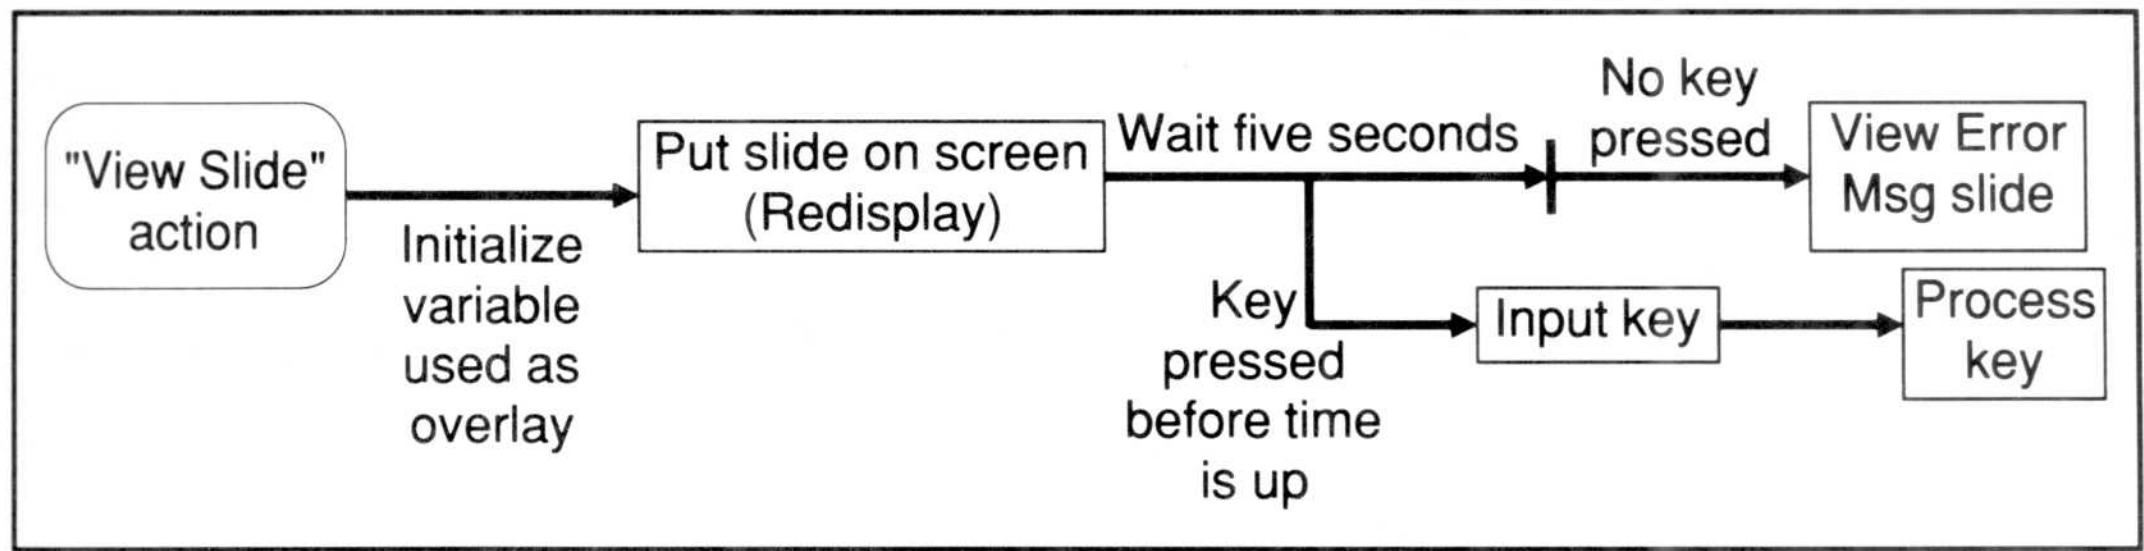 "View Slide"
action
Initialize
variable
used as
overlay
Put slide on screen
(Redisplay)
Wait five seconds
No key
pressed
View Error
Msg slide
Key
pressed
before time
is up
Input key
Process
key